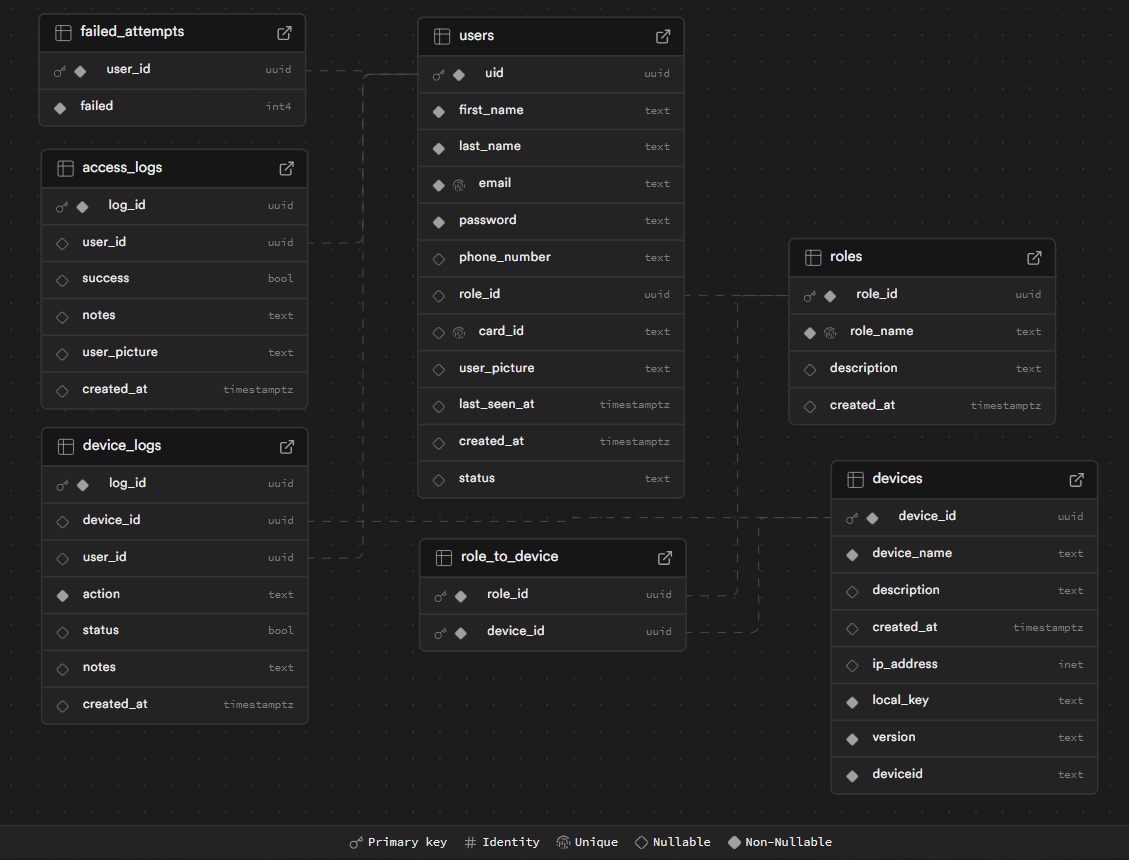 failed_attempts
user_id uuid
failed int4
access_logs
log_id uuid
user_id uuid
success bool
notes text
user_picture text
created_at timestamptz
device_logs
log_id uuid
device_id uuid
user_id uuid
action text
status bool
notes text
created_at timestamptz
users
uid uuid
first_name text
last_name text
email text
password text
phone_number text
role_id uuid
card_id text
user_picture text
last_seen_at timestamptz
created_at timestamptz
status text
role_to_device
role_id uuid
device_id uuid
roles
role_id uuid
role_name text
description text
created_at timestamptz
devices
device_id uuid
device_name text
description text
created_at timestamptz
ip_address inet
local_key text
version text
deviceid text
Primary key # Identity Unique Nullable Non-Nullable